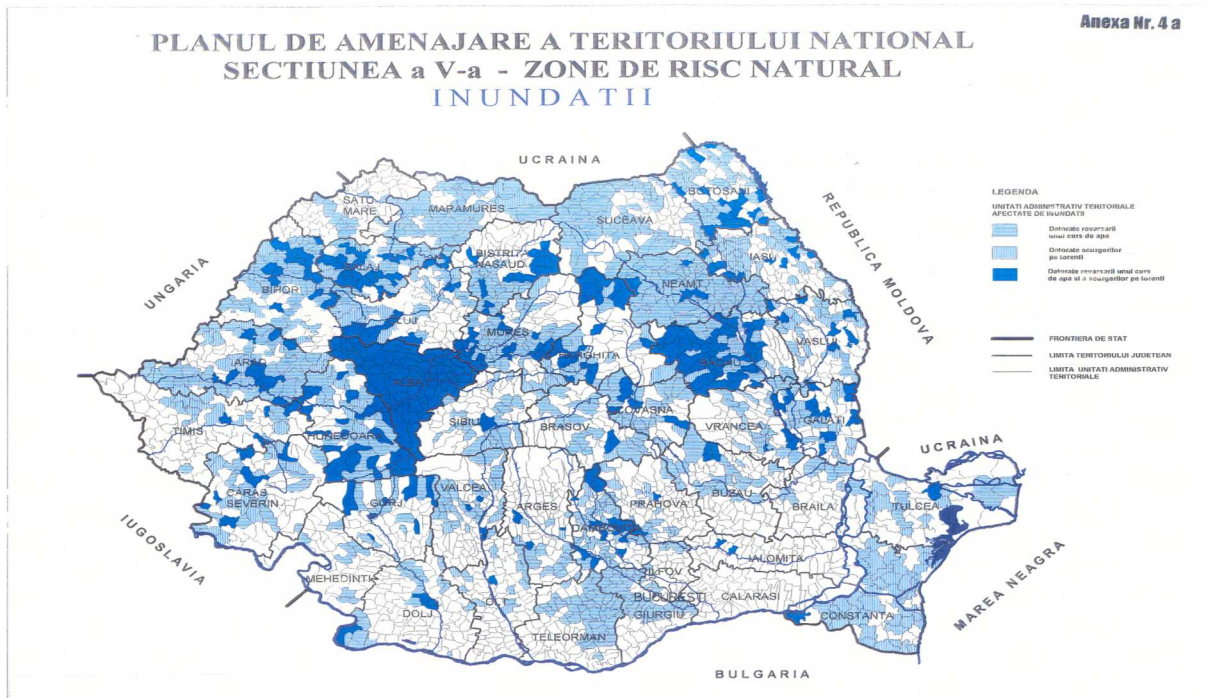 Anexa Nr. 4 a
PLANUL DE AMENAJARE A TERITORIULUI NATIONAL
SECTIUNEA a V-a - ZONE DE RISC NATURAL
INUNDATII
UCRAINA
REPUBLICA MOLDOVA
UNGARIA
IUGOSLAVIA
BULGARIA
MAREA NEAGRA
UCRAINA
SATU
MARE
MARAMURES
SUCEAVA
BOTOSANI
BISTRITA
NASAUD
IASI
BIHOR
NEAMT
CLUJ
MURES
HARGHITA
VASLUI
ARAD
ALBA
TIMIS
HUNEDOARA
SIBIU
BRASOV
COVASNA
VRANCEA
GALATI
CARAS
SEVERIN
GORJ
VALCEA
ARGES
PRAHOVA
BUZAU
BRAILA
TULCEA
IALOMITA
MEHEDINTI
DOLJ
OLT
TELEORMAN
ILFOV
BUCURESTI
GIURGIU
CALARASI
CONSTANTA
LEGENDA
UNITATI ADMINISTRATIV TERITORIALE
AFECTATE DE INUNDATII
Datorate revarsarii
unui curs de apa
Datorate scurgerilor
pe torenti
Datorate revarsarii unui curs
de apa si a scurgerilor pe torenti
FRONTIERA DE STAT
LIMITA TERITORIULUI JUDETEAN
LIMITA UNITATI ADMINISTRATIV
TERITORIALE